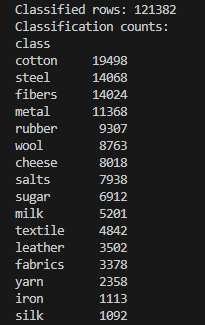 Classified rows: 121382
Classification counts:
class
cotton 19498
steel 14068
fibers 14024
metal 11368
rubber 9307
wool 8763
cheese 8018
salts 7938
sugar 6912
milk 5201
textile 4842
leather 3502
fabrics 3378
yarn 2358
iron 1113
silk 1092